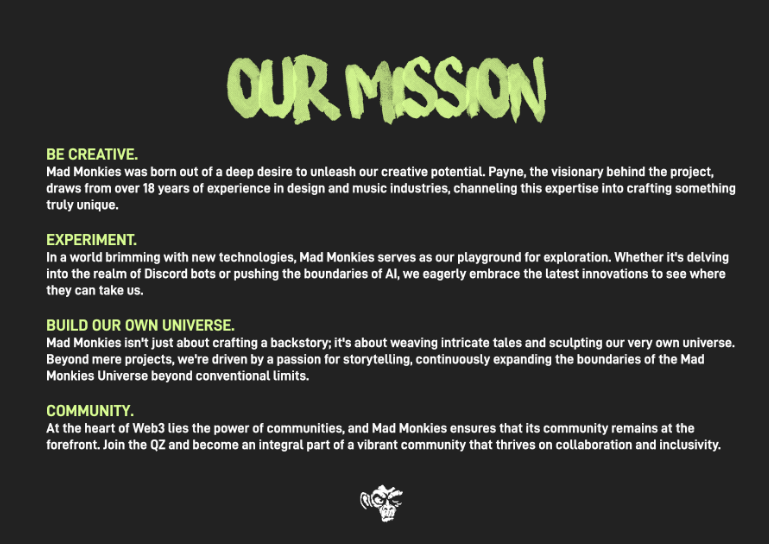 OUR MISSION
BE CREATIVE.
Mad Monkies was born out of a deep desire to unleash our creative potential. Payne, the visionary behind the project,
draws from over 18 years of experience in design and music industries, channeling this expertise into crafting something
truly unique.
EXPERIMENT.
In a world brimming with new technologies, Mad Monkies serves as our playground for exploration. Whether it's delving
into the realm of Discord bots or pushing the boundaries of AI, we eagerly embrace the latest innovations to see where
they can take us.
BUILD OUR OWN UNIVERSE.
Mad Monkies isn't just about crafting a backstory; it's about weaving intricate tales and sculpting our very own universe.
Beyond mere projects, we're driven by a passion for storytelling, continuously expanding the boundaries of the Mad
Monkies Universe beyond conventional limits.
COMMUNITY.
At the heart of Web3 lies the power of communities, and Mad Monkies ensures that its community remains at the
forefront. Join the QZ and become an integral part of a vibrant community that thrives on collaboration and inclusivity.